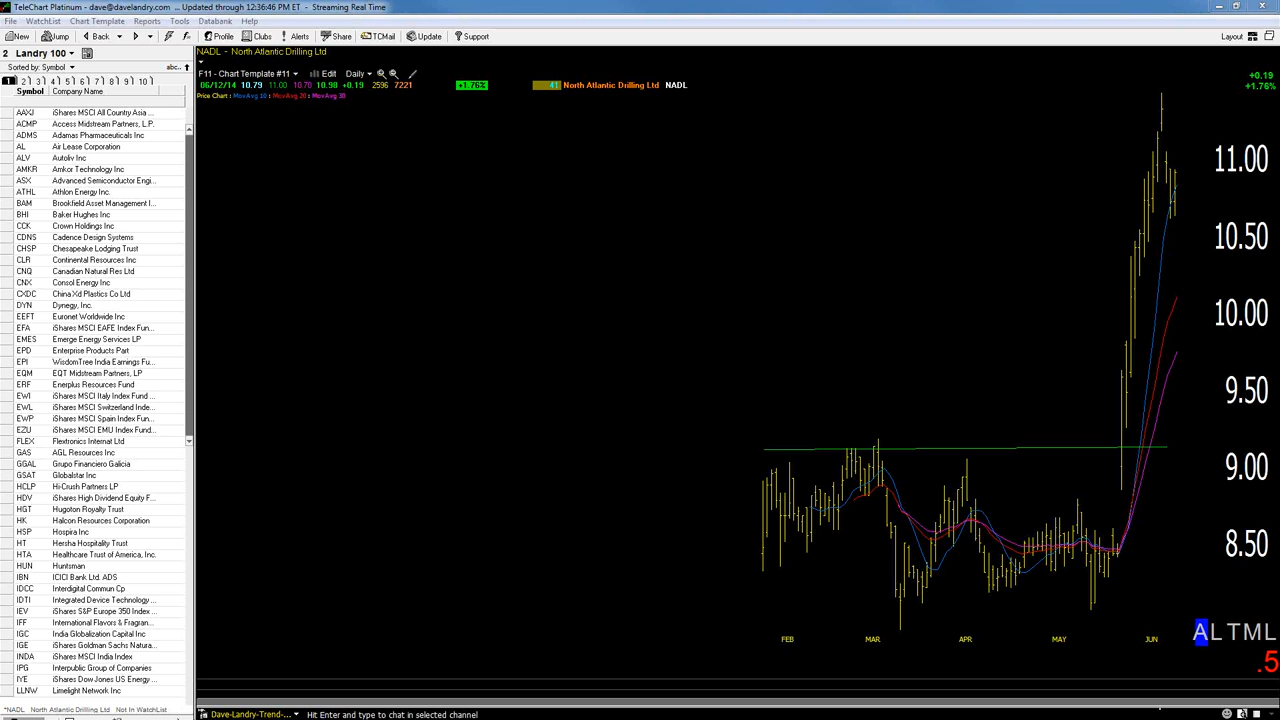 TeleChart Platinum - dave@davelandry.com ... Updated through 12:36:46 PM ET - Streaming Real Time
File WatchList Chart Template Reports Tools Databank Help
New Jump Back Profile Clubs Alerts Share TCMail Update Support Layout
2 Landry 100
Sorted by: Symbol abc..
1 2 3 4 5 6 7 8 9 10
Symbol Company Name
AAXJ iShares MSCI All Country Asia ...
ACMP Access Midstream Partners, L.P.
ADMS Adamas Pharmaceuticals Inc
AL Air Lease Corporation
ALV Autoliv Inc
AMKR Amkor Technology Inc
ASX Advanced Semiconductor Engi...
ATHL Athlon Energy Inc.
BAM Brookfield Asset Management I...
BHI Baker Hughes Inc
CCK Crown Holdings Inc
CDNS Cadence Design Systems
CHSP Chesapeake Lodging Trust
CLR Continental Resources Inc
CNQ Canadian Natural Res Ltd
CNX Consol Energy Inc
CXDC China Xd Plastics Co Ltd
DYN Dynegy, Inc.
EEFT Euronet Worldwide Inc
EFA iShares MSCI EAFE Index Fun...
EMES Emerge Energy Services LP
EPD Enterprise Products Part
EPI WisdomTree India Earnings Fu...
EQM EQT Midstream Partners, LP
ERF Enerplus Resources Fund
EWI iShares MSCI Italy Index Fund ...
EWL iShares MSCI Switzerland Inde...
EWP iShares MSCI Spain Index Fun...
EZU iShares MSCI EMU Index Fund...
FLEX Flextronics Internat Ltd
GAS AGL Resources Inc
GGAL Grupo Financiero Galicia
GSAT Globalstar Inc
HCLP Hi-Crush Partners LP
HDV iShares High Dividend Equity F...
HGT Hugoton Royalty Trust
HK Halcon Resources Corporation
HSP Hospira Inc
HT Hersha Hospitality Trust
HTA Healthcare Trust of America, Inc.
HUN Huntsman
IBN ICICI Bank Ltd. ADS
IDCC Interdigital Commun Cp
IDTI Integrated Device Technology...
IEV iShares S&P Europe 350 Index ...
IFF International Flavors & Fragran...
IGC India Globalization Capital Inc
IGE iShares Goldman Sachs Natura...
INDA iShares MSCI India Index
IPG Interpublic Group of Companies
IYE iShares Dow Jones US Energy ...
LLNW Limelight Network Inc
*NADL North Atlantic Drilling Ltd Not In WatchList
NADL - North Atlantic Drilling Ltd
F11 - Chart Template #11 Edit Daily
06/12/14 10.79 11.00 10.70 10.98 +0.19 2596 7221 +1.76% 41 North Atlantic Drilling Ltd NADL
Price Chart : MovAvg 10 : MovAvg 20 : MovAvg 30
+0.19
+1.76%
11.00
10.50
10.00
9.50
9.00
8.50
ALTML
.5
FEB MAR APR MAY JUN
Dave-Landry-Trend-... Hit Enter and type to chat in selected channel